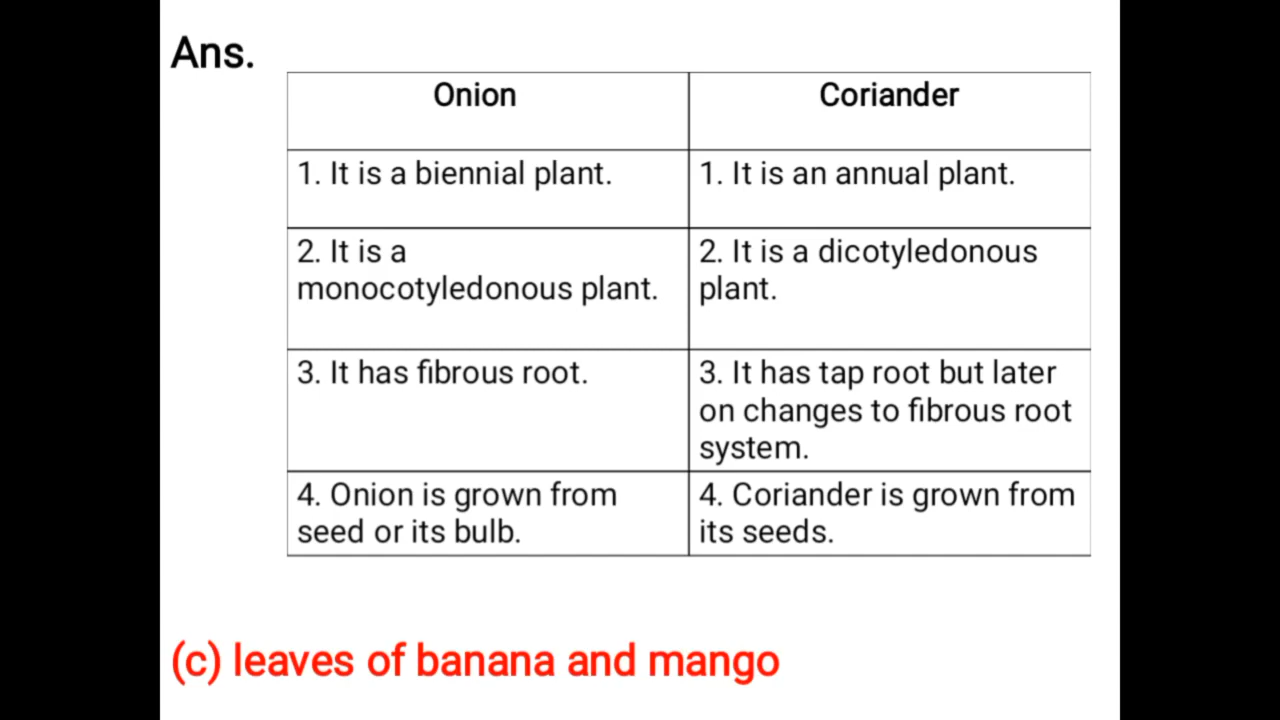 Ans.
Onion
Coriander
1. It is a biennial plant.
1. It is an annual plant.
2. It is a
monocotyledonous plant.
2. It is a dicotyledonous
plant.
3. It has fibrous root.
3. It has tap root but later
on changes to fibrous root
system.
4. Onion is grown from
seed or its bulb.
4. Coriander is grown from
its seeds.
(c) leaves of banana and mango